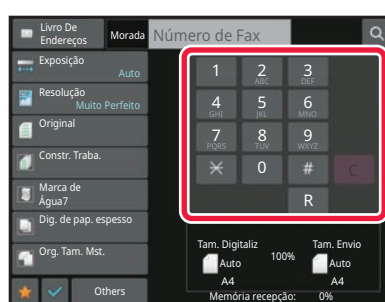 Livro De
Endereços
Morada
Número de Fax
Exposição
Auto
Resolução
Muito Perfeito
Original
Constr. Traba.
Marca de
Água7
Dig. de pap. espesso
Org. Tam. Mst.
Others
1
2
ABC
3
DEF
4
GHI
5
JKL
6
MNO
7
PQRS
8
TUV
9
WXYZ
0
#
C
R
Tam. Digitaliz
Auto
A4
100%
Tam. Envio
Auto
A4
Memória recepção: 0%